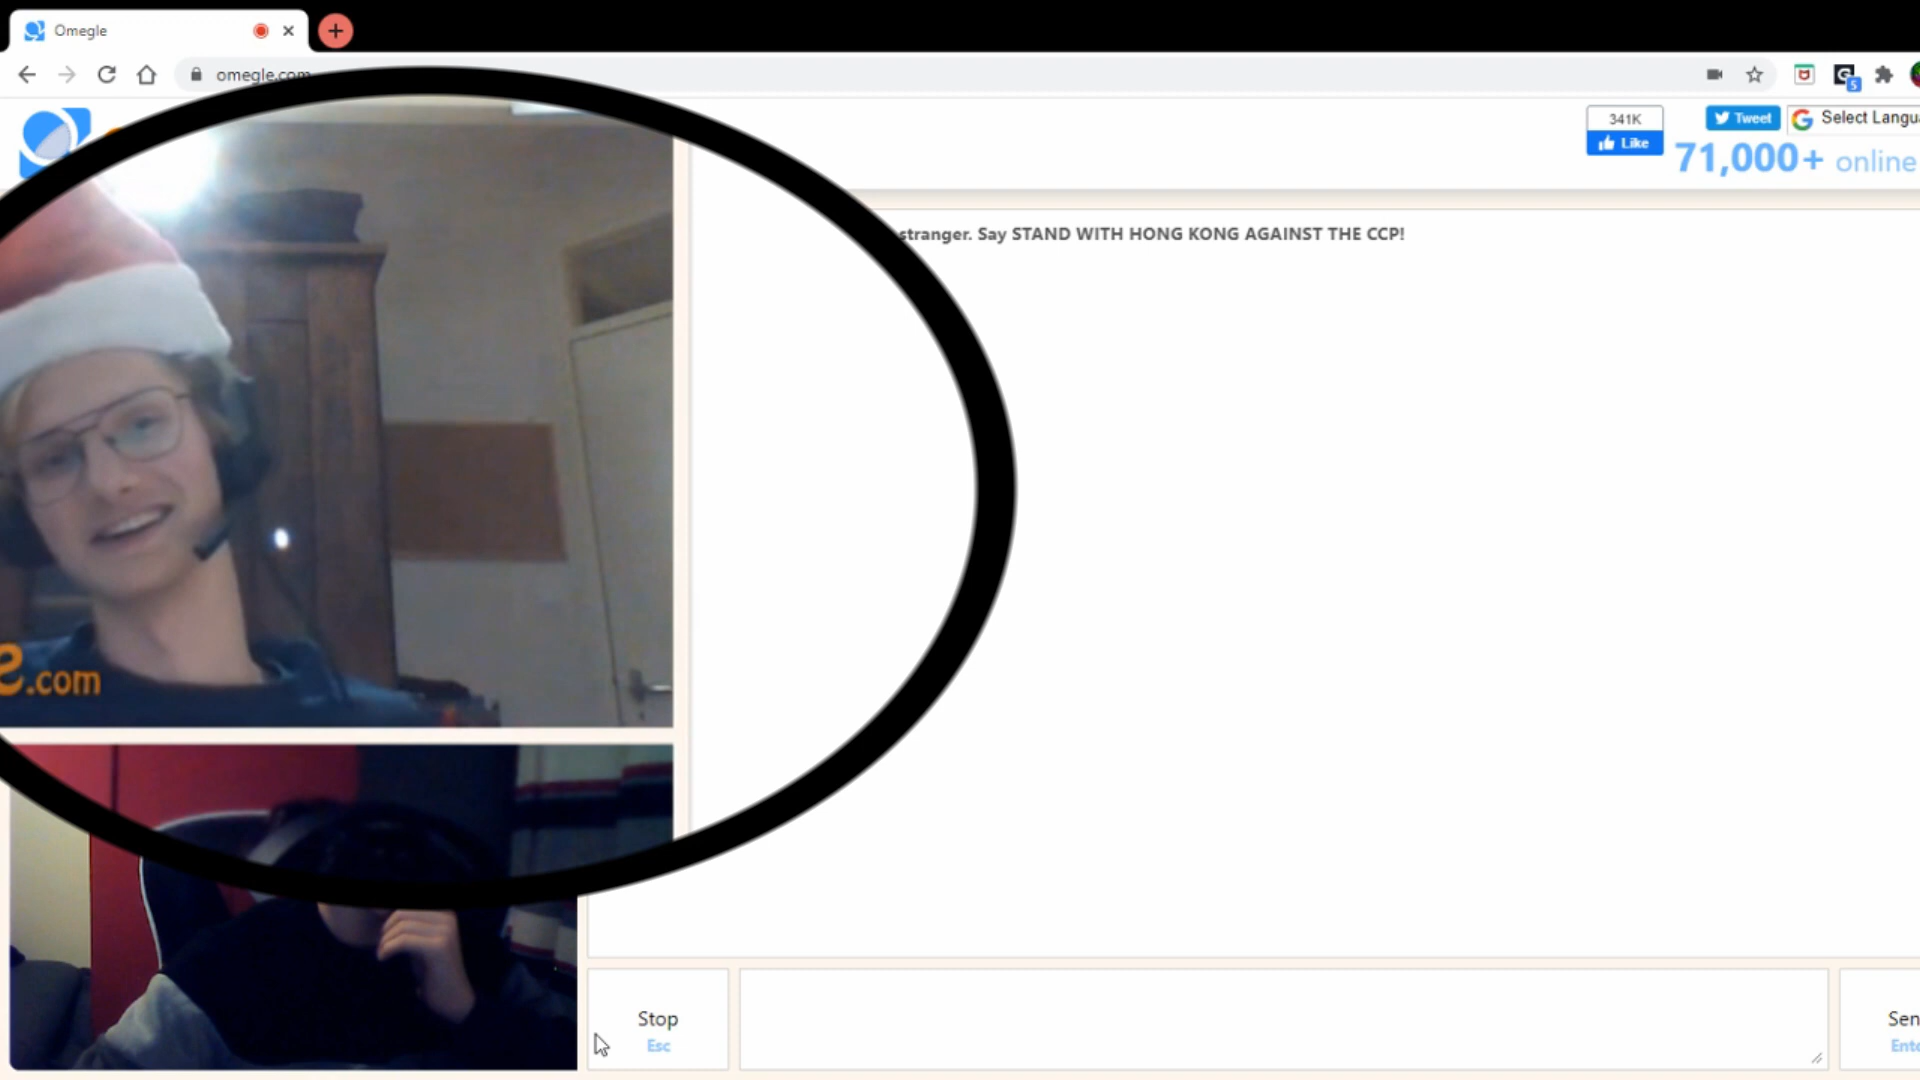 Omegle
omegle.com
341K
Like
Tweet
Select Langu
71,000+ online
stranger. Say STAND WITH HONG KONG AGAINST THE CCP!
e.com
Stop
Esc
Sen
Ente